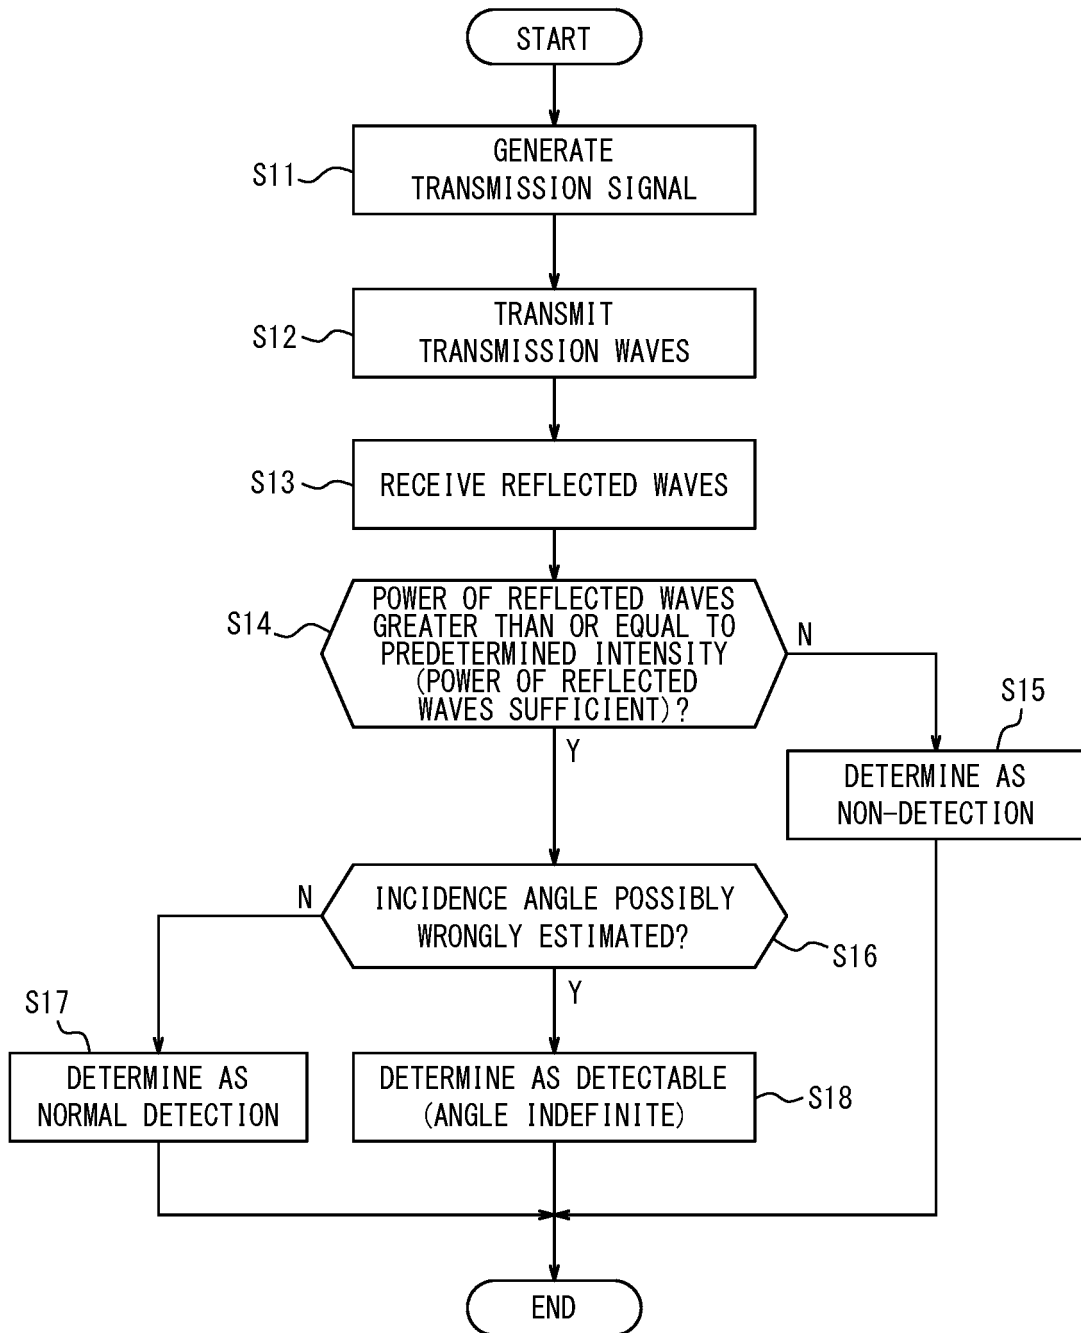 START
S11
GENERATE
TRANSMISSION SIGNAL
S12
TRANSMIT
TRANSMISSION WAVES
S13
RECEIVE REFLECTED WAVES
S14
POWER OF REFLECTED WAVES
GREATER THAN OR EQUAL TO
PREDETERMINED INTENSITY
(POWER OF REFLECTED
WAVES SUFFICIENT)?
N
Y
S15
DETERMINE AS
NON-DETECTION
N
INCIDENCE ANGLE POSSIBLY
WRONGLY ESTIMATED?
S16
Y
S17
DETERMINE AS
NORMAL DETECTION
DETERMINE AS DETECTABLE
(ANGLE INDEFINITE)
S18
END